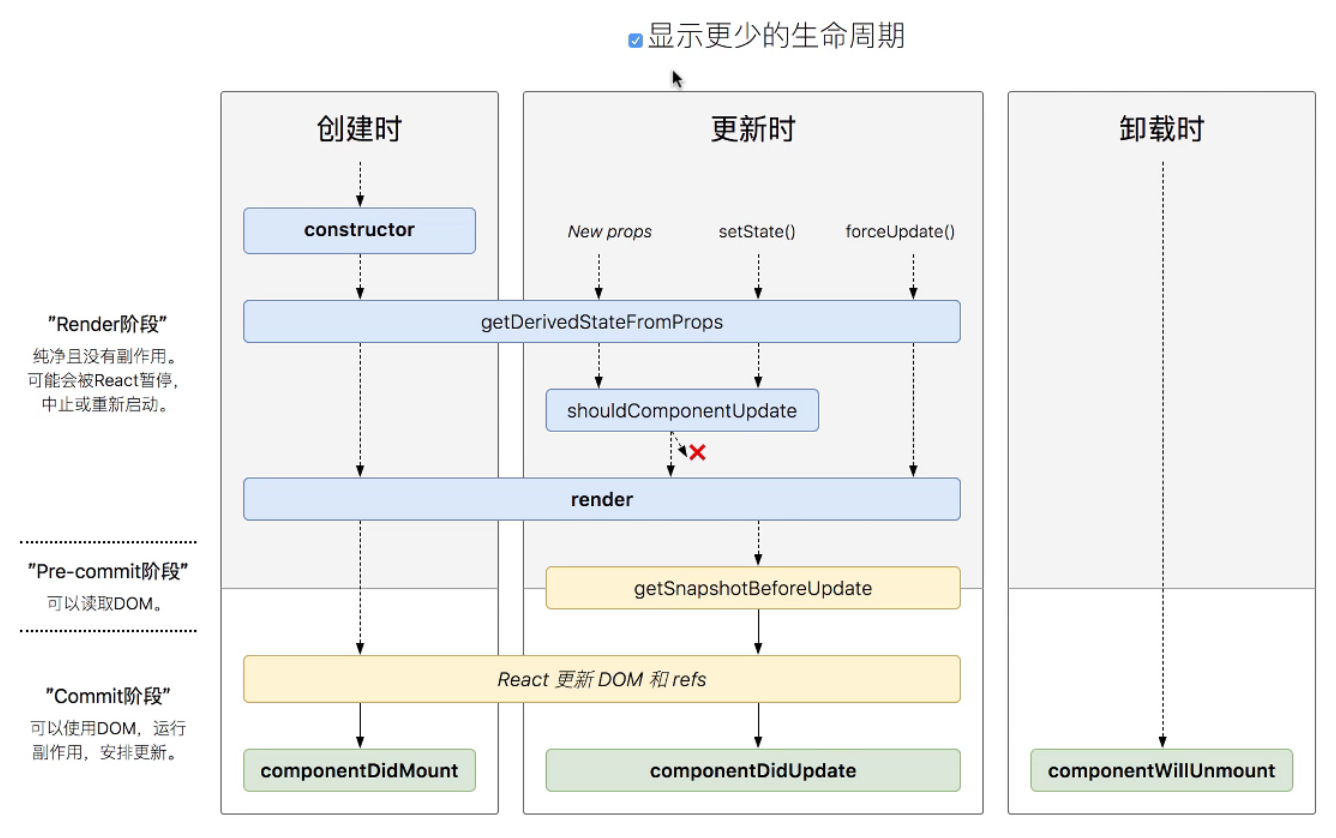 显示更少的生命周期
创建时
更新时
卸载时
constructor
New props
setState()
forceUpdate()
getDerivedStateFromProps
"Render阶段"
纯净且没有副作用。
可能会被React暂停，
中止或重新启动。
shouldComponentUpdate
render
"Pre-commit阶段"
可以读取DOM。
getSnapshotBeforeUpdate
React 更新 DOM 和 refs
"Commit阶段"
可以使用DOM，运行
副作用，安排更新。
componentDidMount
componentDidUpdate
componentWillUnmount